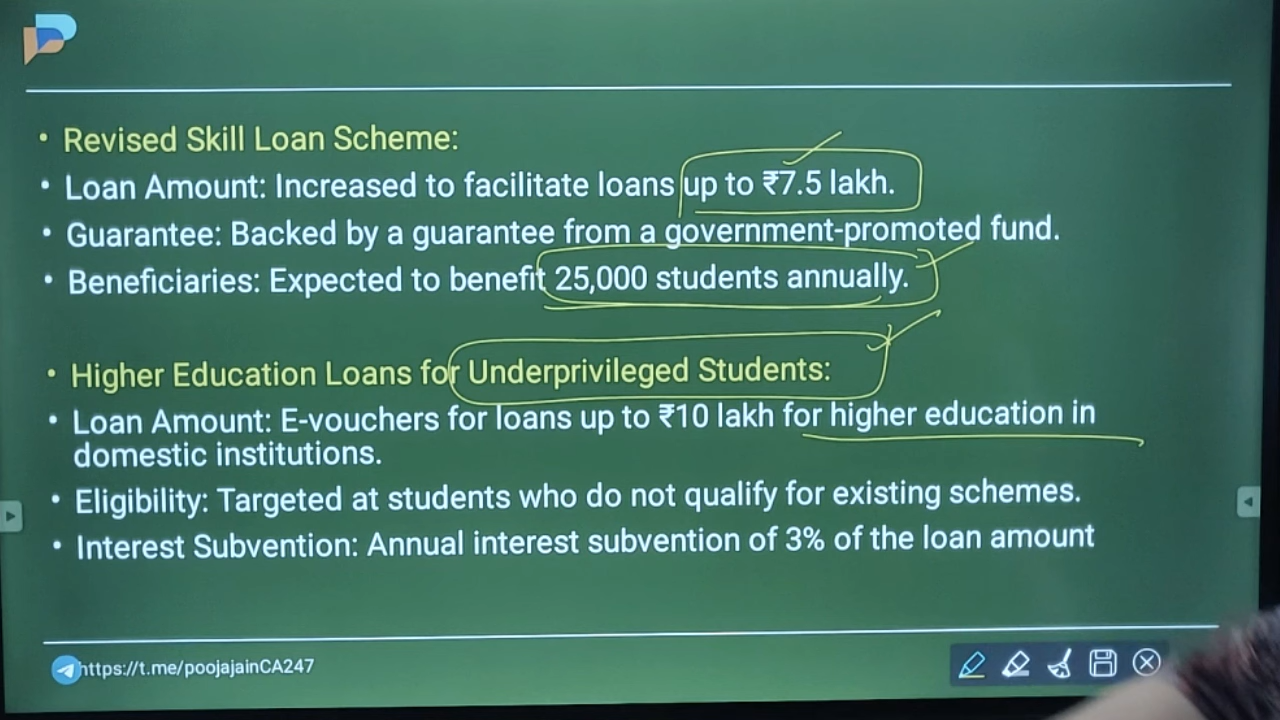 • Revised Skill Loan Scheme:
• Loan Amount: Increased to facilitate loans up to ₹7.5 lakh.
• Guarantee: Backed by a guarantee from a government-promoted fund.
• Beneficiaries: Expected to benefit 25,000 students annually.
• Higher Education Loans for Underprivileged Students:
• Loan Amount: E-vouchers for loans up to ₹10 lakh for higher education in
domestic institutions.
• Eligibility: Targeted at students who do not qualify for existing schemes.
• Interest Subvention: Annual interest subvention of 3% of the loan amount
https://t.me/poojajainCA247